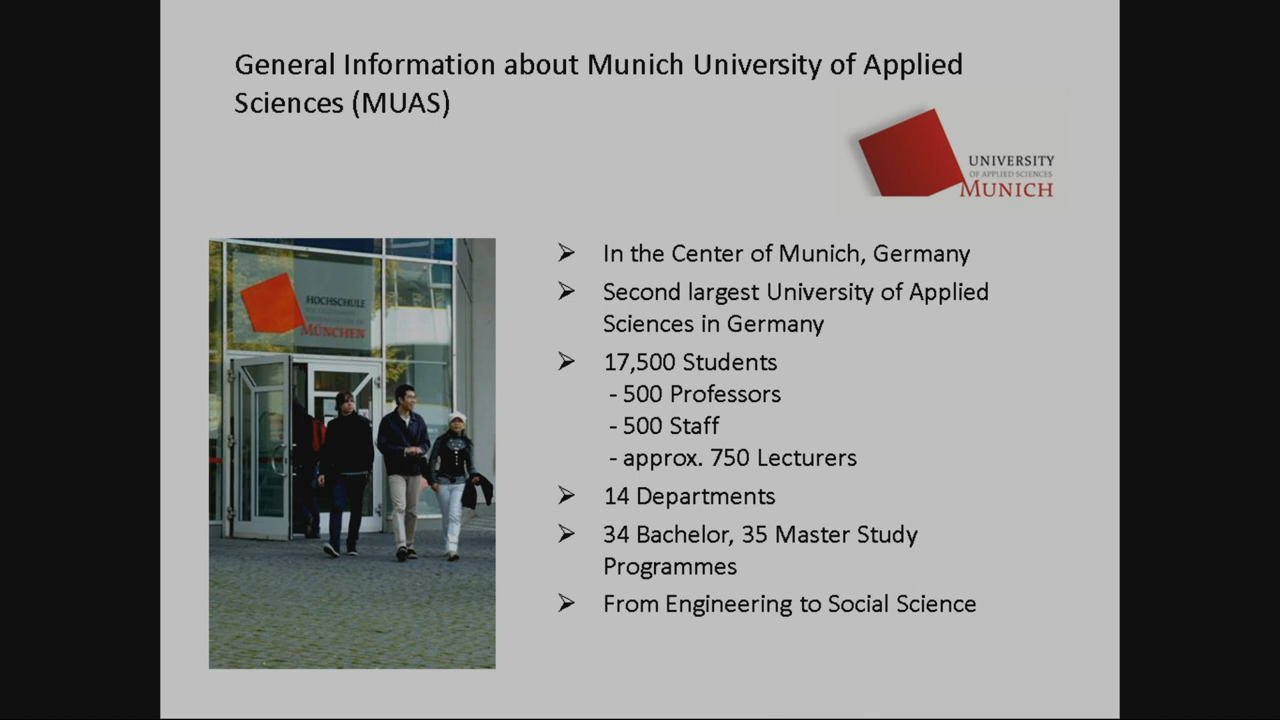 General Information about Munich University of Applied
Sciences (MUAS)
UNIVERSITY
OF APPLIED SCIENCES
MUNICH
HOCHSCHULE
MÜNCHEN
➢ In the Center of Munich, Germany
➢ Second largest University of Applied
Sciences in Germany
➢ 17,500 Students
- 500 Professors
- 500 Staff
- approx. 750 Lecturers
➢ 14 Departments
➢ 34 Bachelor, 35 Master Study
Programmes
➢ From Engineering to Social Science